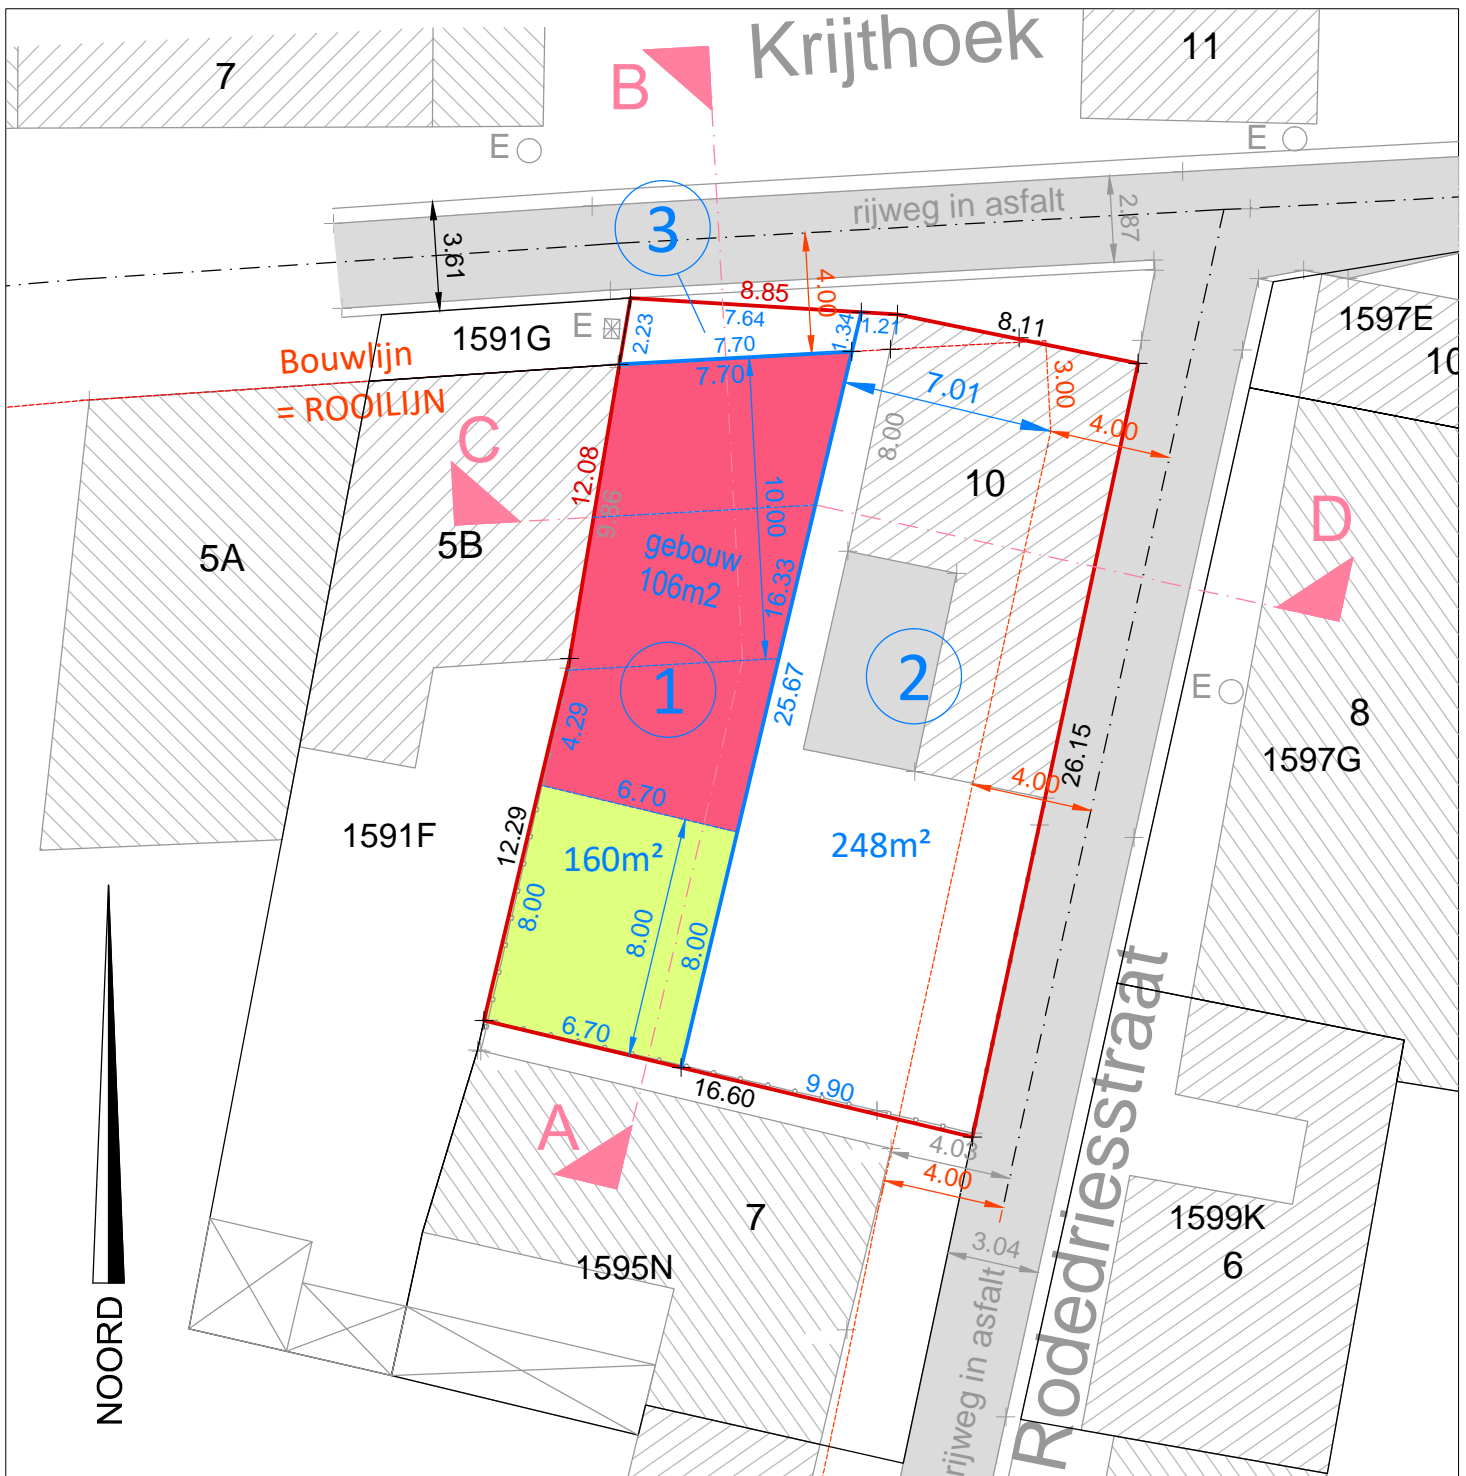 Krijthoek
7
11
B
E
E
3
rijweg in asfalt
2.87
3.61
8.85
4.00
7.64
1.34
1.21
8.11
2.23
7.70
7.70
E
1591G
1597E
10
Bouwlijn
= ROOILIJN
7.01
3.00
4.00
8.00
C
12.08
9.86
10.00
10
D
5A
5B
gebouw
106m2
16.33
1
2
E
25.67
4.29
8
1597G
26.15
4.00
6.70
12.29
1591F
160m²
248m²
8.00
8.00
8.00
6.70
16.60
9.90
A
4.03
4.00
7
1595N
3.04
1599K
6
rijweg in asfalt
Rodedriesstraat
NOORD